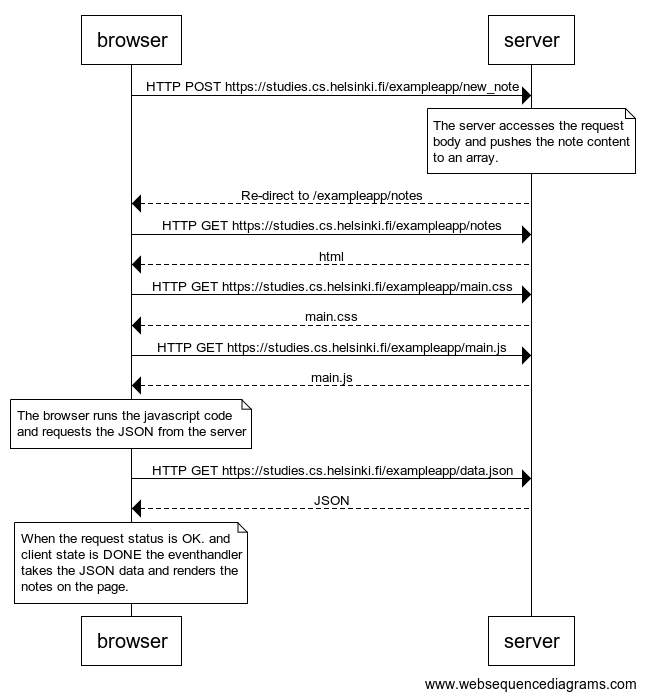 browser server
HTTP POST https://studies.cs.helsinki.fi/exampleapp/new_note
The server accesses the request
body and pushes the note content
to an array.
Re-direct to /exampleapp/notes
HTTP GET https://studies.cs.helsinki.fi/exampleapp/notes
html
HTTP GET https://studies.cs.helsinki.fi/exampleapp/main.css
main.css
HTTP GET https://studies.cs.helsinki.fi/exampleapp/main.js
main.js
The browser runs the javascript code
and requests the JSON from the server
HTTP GET https://studies.cs.helsinki.fi/exampleapp/data.json
JSON
When the request status is OK. and
client state is DONE the eventhandler
takes the JSON data and renders the
notes on the page.
browser server
www.websequencediagrams.com